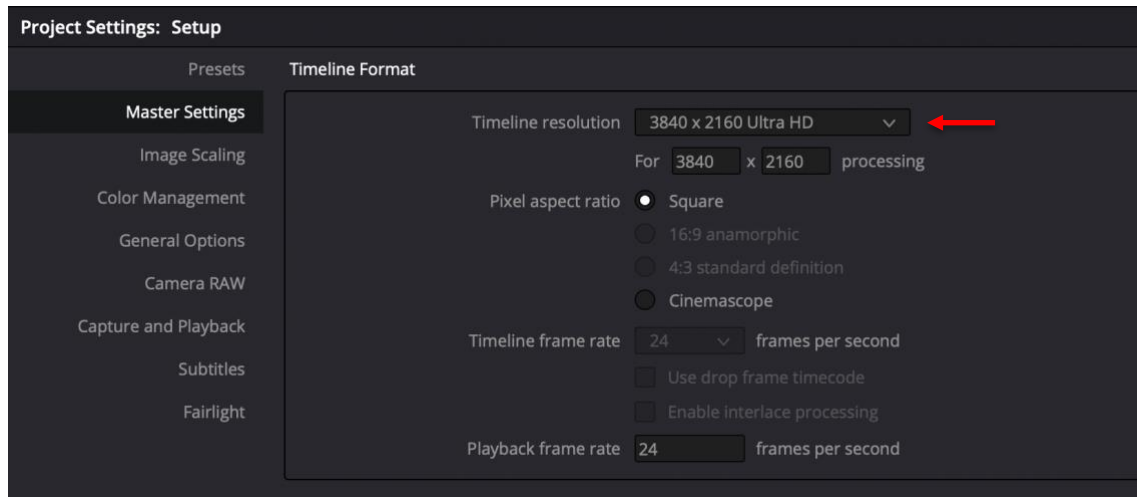 Project Settings: Setup
Presets
Master Settings
Image Scaling
Color Management
General Options
Camera RAW
Capture and Playback
Subtitles
Fairlight
Timeline Format
Timeline resolution 3840 x 2160 Ultra HD
For 3840 x 2160 processing
Pixel aspect ratio Square
16:9 anamorphic
4:3 standard definition
Cinemascope
Timeline frame rate 24 frames per second
Use drop frame timecode
Enable interlace processing
Playback frame rate 24 frames per second